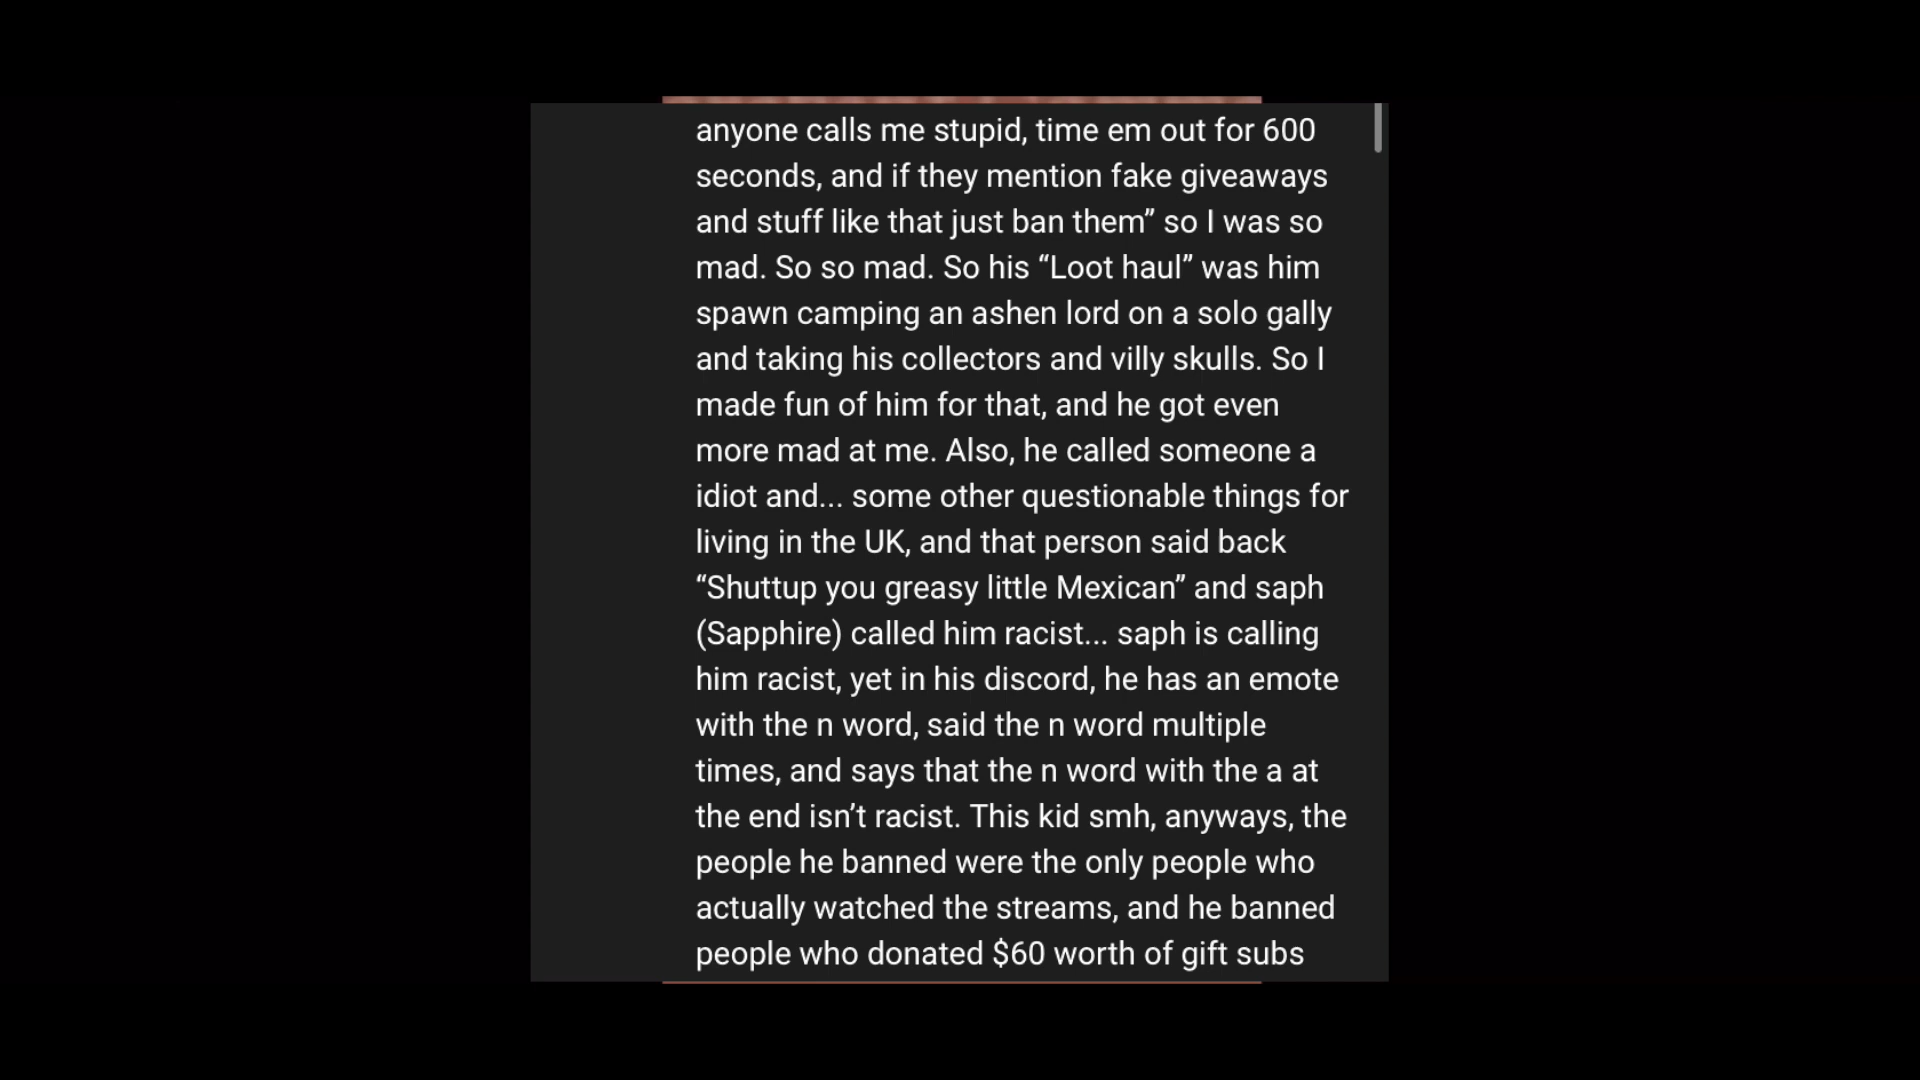 anyone calls me stupid, time em out for 600
seconds, and if they mention fake giveaways
and stuff like that just ban them” so I was so
mad. So so mad. So his “Loot haul” was him
spawn camping an ashen lord on a solo gally
and taking his collectors and villy skulls. So I
made fun of him for that, and he got even
more mad at me. Also, he called someone a
idiot and... some other questionable things for
living in the UK, and that person said back
“Shuttup you greasy little Mexican” and saph
(Sapphire) called him racist... saph is calling
him racist, yet in his discord, he has an emote
with the n word, said the n word multiple
times, and says that the n word with the a at
the end isn’t racist. This kid smh, anyways, the
people he banned were the only people who
actually watched the streams, and he banned
people who donated $60 worth of gift subs